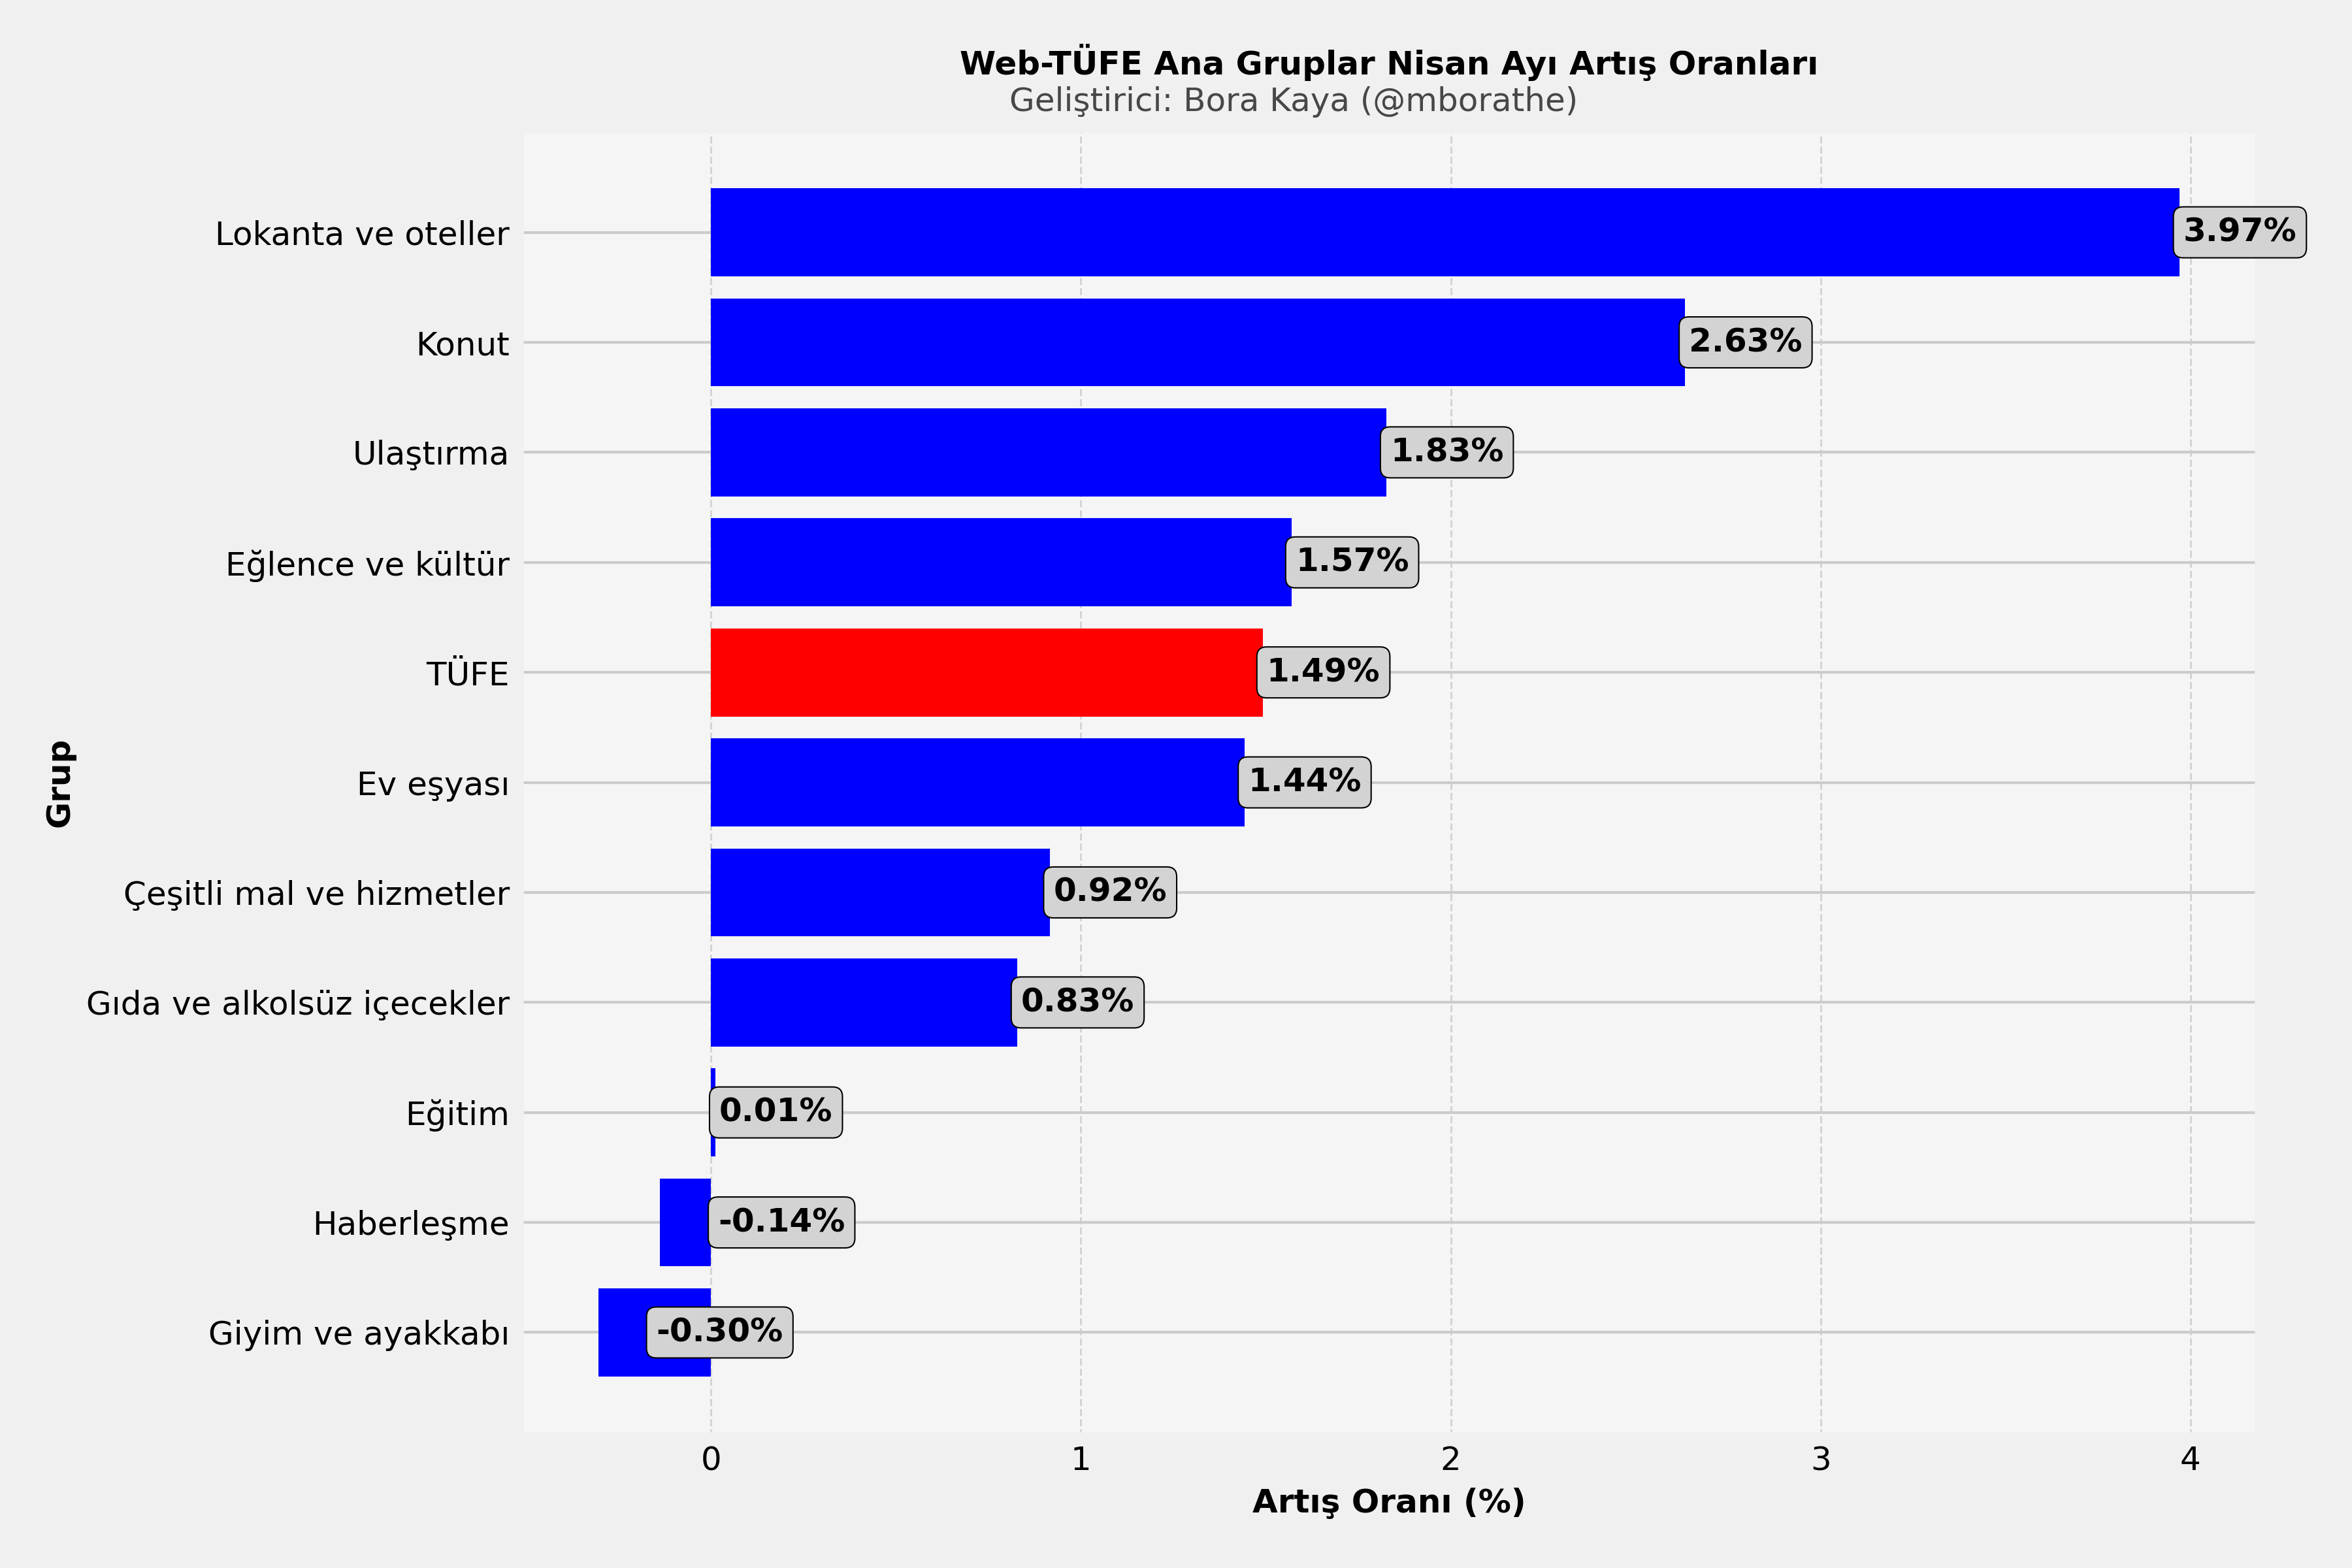 Web-TÜFE Ana Gruplar Nisan Ayı Artış Oranları
Geliştirici: Bora Kaya (@mborathe)
Grup
Lokanta ve oteller 3.97%
Konut 2.63%
Ulaştırma 1.83%
Eğlence ve kültür 1.57%
TÜFE 1.49%
Ev eşyası 1.44%
Çeşitli mal ve hizmetler 0.92%
Gıda ve alkolsüz içecekler 0.83%
Eğitim 0.01%
Haberleşme -0.14%
Giyim ve ayakkabı -0.30%
0 1 2 3 4
Artış Oranı (%)